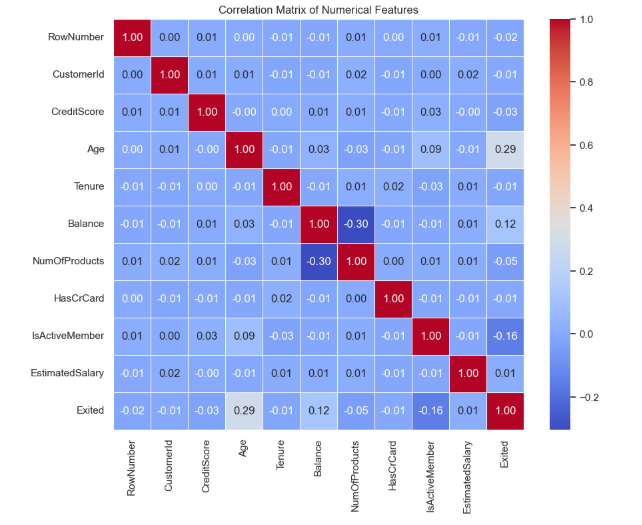 Correlation Matrix of Numerical Features
RowNumber 1.00 0.00 0.01 0.00 -0.01 -0.01 0.01 0.00 0.01 -0.01 -0.02
CustomerId 0.00 1.00 0.01 0.01 -0.01 -0.01 0.02 -0.01 0.00 0.02 -0.01
CreditScore 0.01 0.01 1.00 -0.00 0.00 0.01 0.01 -0.01 0.03 -0.00 -0.03
Age 0.00 0.01 -0.00 1.00 -0.01 0.03 -0.03 -0.01 0.09 -0.01 0.29
Tenure -0.01 -0.01 0.00 -0.01 1.00 -0.01 0.01 0.02 -0.03 0.01 -0.01
Balance -0.01 -0.01 0.01 0.03 -0.01 1.00 -0.30 -0.01 -0.01 0.01 0.12
NumOfProducts 0.01 0.02 0.01 -0.03 0.01 -0.30 1.00 0.00 0.01 0.01 -0.05
HasCrCard 0.00 -0.01 -0.01 -0.01 0.02 -0.01 0.00 1.00 -0.01 -0.01 -0.01
IsActiveMember 0.01 0.00 0.03 0.09 -0.03 -0.01 0.01 -0.01 1.00 -0.01 -0.16
EstimatedSalary -0.01 0.02 -0.00 -0.01 0.01 0.01 0.01 -0.01 -0.01 1.00 0.01
Exited -0.02 -0.01 -0.03 0.29 -0.01 0.12 -0.05 -0.01 -0.16 0.01 1.00
RowNumber CustomerId CreditScore Age Tenure Balance NumOfProducts HasCrCard IsActiveMember EstimatedSalary Exited
1.0
0.8
0.6
0.4
0.2
0.0
-0.2